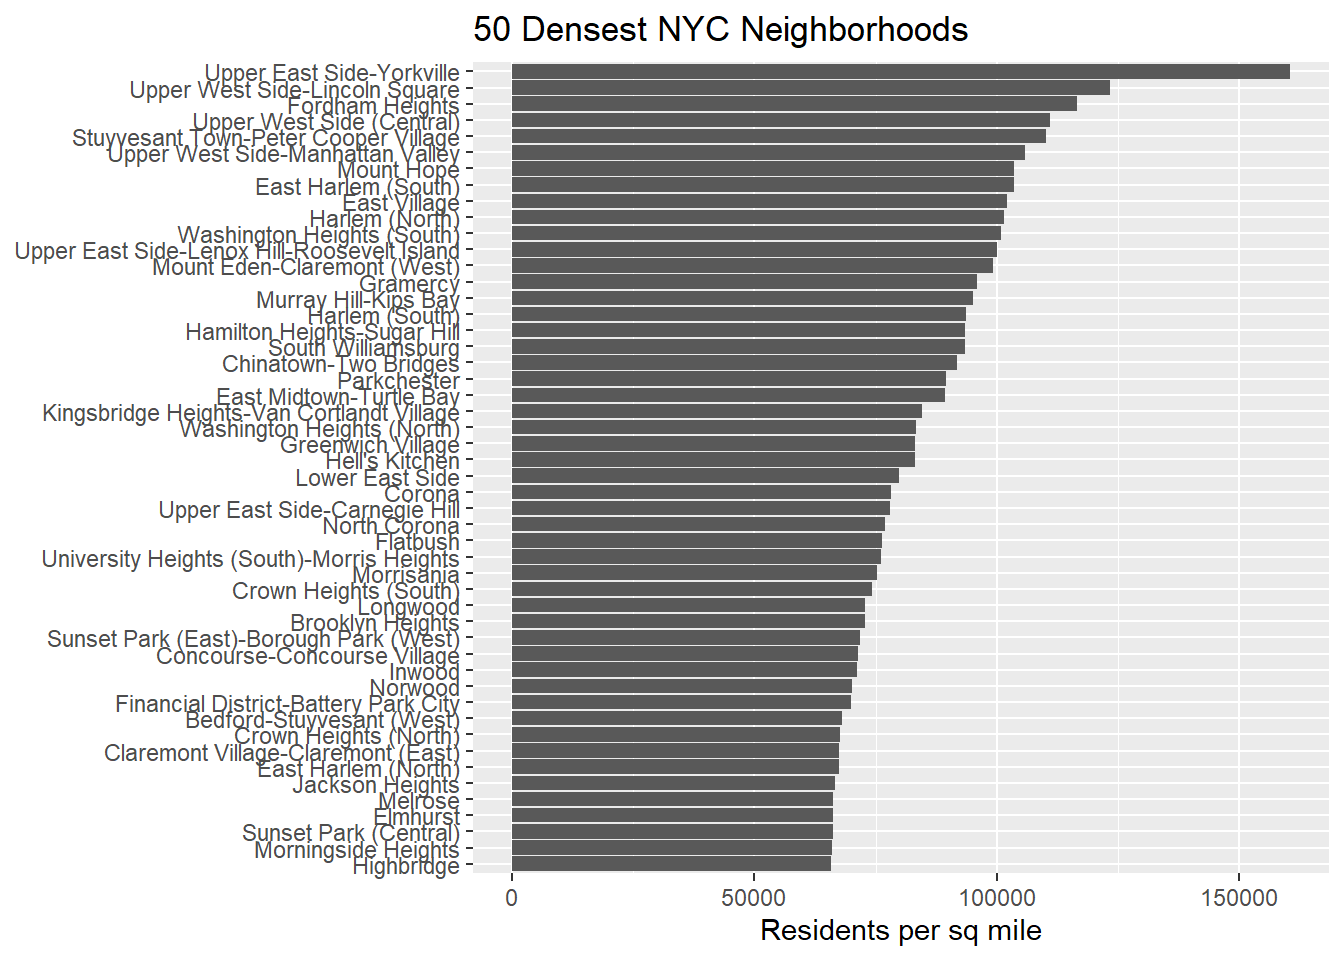 50 Densest NYC Neighborhoods
Upper East Side-Yorkville
Upper West Side-Lincoln Square
Fordham Heights
Upper West Side (Central)
Stuyvesant Town-Peter Cooper Village
Upper West Side-Manhattan Valley
Mount Hope
East Harlem (South)
East Village
Harlem (North)
Washington Heights (South)
Upper East Side-Lenox Hill-Roosevelt Island
Mount Eden-Claremont (West)
Gramercy
Murray Hill-Kips Bay
Harlem (South)
Hamilton Heights-Sugar Hill
South Williamsburg
Chinatown-Two Bridges
Parkchester
East Midtown-Turtle Bay
Kingsbridge Heights-Van Cortlandt Village
Washington Heights (North)
Greenwich Village
Hell's Kitchen
Lower East Side
Corona
Upper East Side-Carnegie Hill
North Corona
Flatbush
University Heights (South)-Morris Heights
Morrisania
Crown Heights (South)
Longwood
Brooklyn Heights
Sunset Park (East)-Borough Park (West)
Concourse-Concourse Village
Inwood
Norwood
Financial District-Battery Park City
Bedford-Stuyvesant (West)
Crown Heights (North)
Claremont Village-Claremont (East)
East Harlem (North)
Jackson Heights
Melrose
Elmhurst
Sunset Park (Central)
Morningside Heights
Highbridge
0 50000 100000 150000
Residents per sq mile